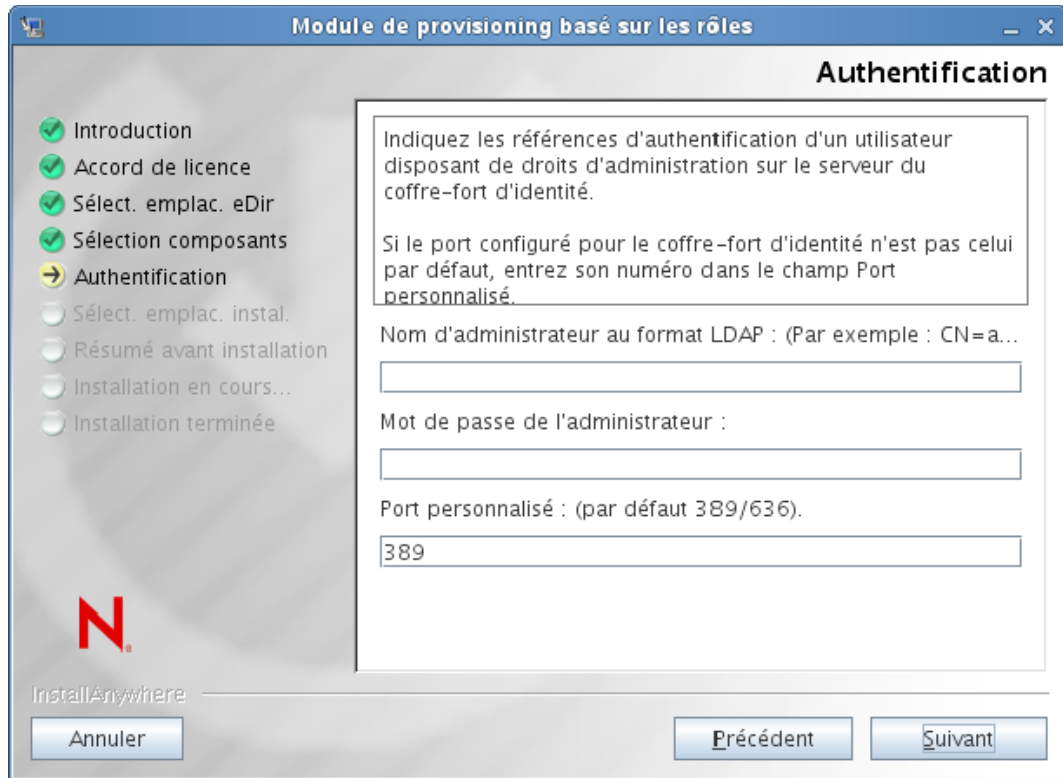 Module de provisioning basé sur les rôles
Authentification
Introduction
Accord de licence
Sélect. emplac. eDir
Sélection composants
Authentification
Sélect. emplac. instal.
Résumé avant installation
Installation en cours...
Installation terminée
Indiquez les références d'authentification d'un utilisateur
disposant de droits d'administration sur le serveur du
coffre-fort d'identité.
Si le port configuré pour le coffre-fort d'identité n'est pas celui
par défaut, entrez son numéro dans le champ Port
personnalisé.
Nom d'administrateur au format LDAP : (Par exemple : CN=a...
Mot de passe de l'administrateur :
Port personnalisé : (par défaut 389/636).
389
N
InstallAnywhere
Annuler
Précédent
Suivant